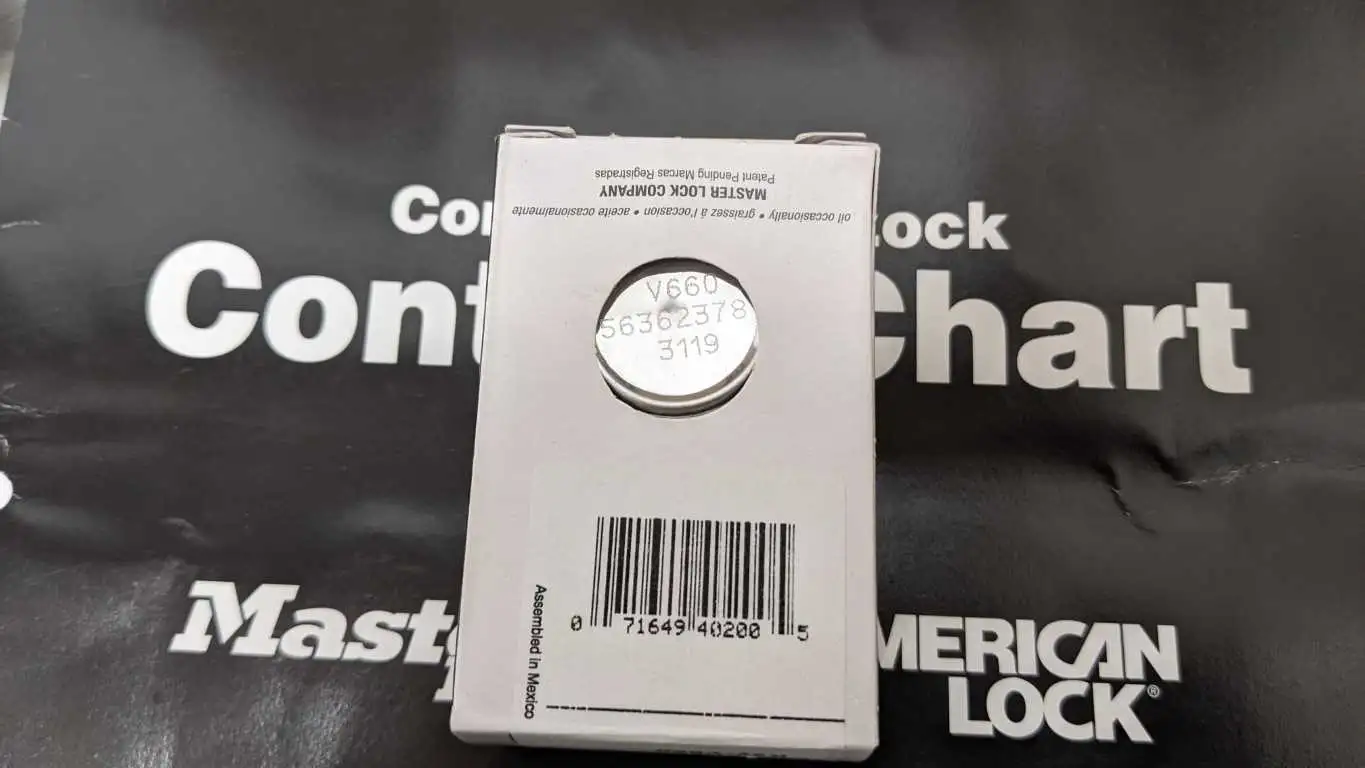 Patent Pending Marcas Registradas
MASTER LOCK COMPANY
oil occasionally • graissez á l'occasion • aceite ocasionalmente
ock
Cont
Chart
V660
56362378
3119
Assembled in Mexico
0 71649 40200 5
Mast
MERICAN
LOCK®